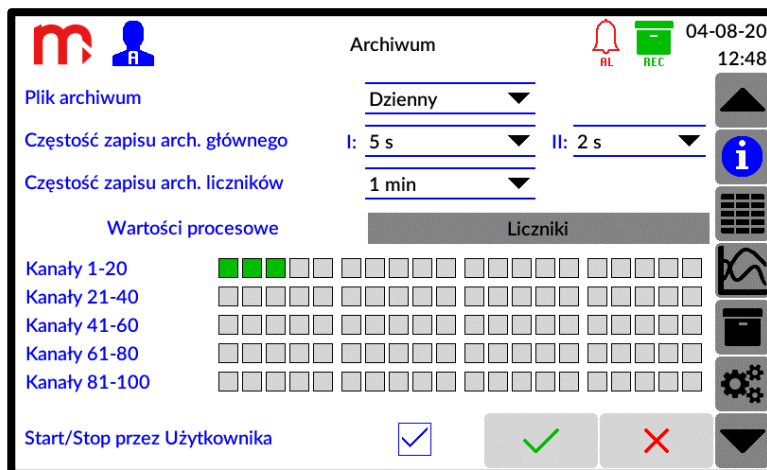 m A Archiwum AL REC 04-08-20
12:48
Plik archiwum Dzienny
Częstość zapisu arch. głównego I: 5 s II: 2 s
Częstość zapisu arch. liczników 1 min
Wartości procesowe Liczniki
Kanały 1-20
Kanały 21-40
Kanały 41-60
Kanały 61-80
Kanały 81-100
Start/Stop przez Użytkownika